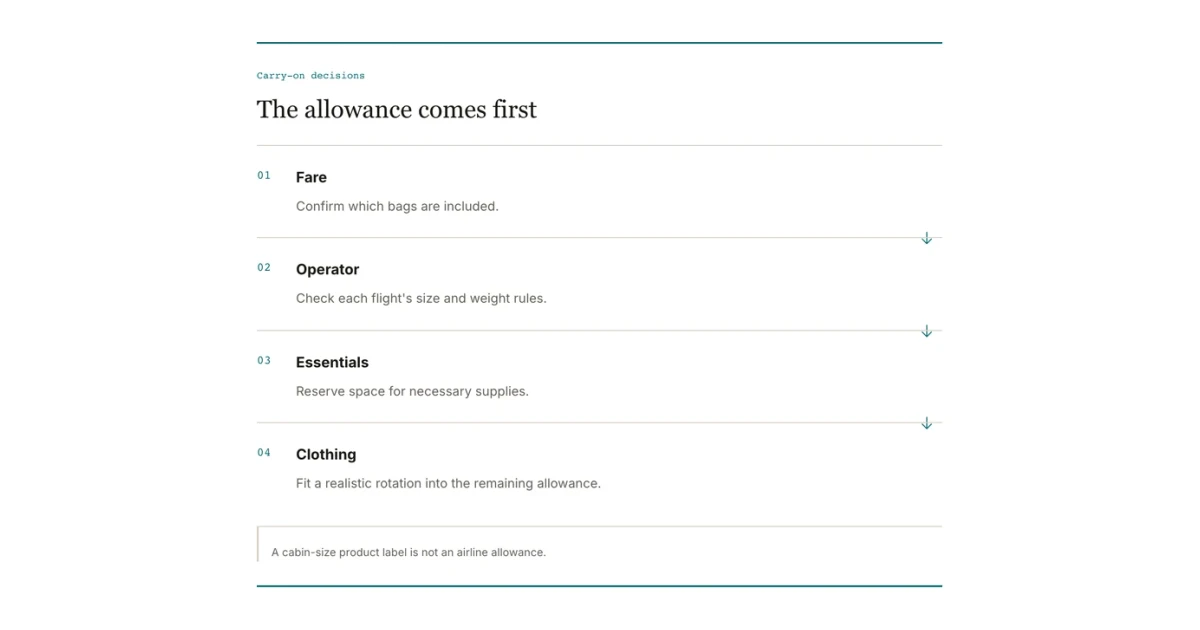 Carry-on decisions
The allowance comes first
01
Fare
Confirm which bags are included.
02
Operator
Check each flight's size and weight rules.
03
Essentials
Reserve space for necessary supplies.
04
Clothing
Fit a realistic rotation into the remaining allowance.
A cabin-size product label is not an airline allowance.